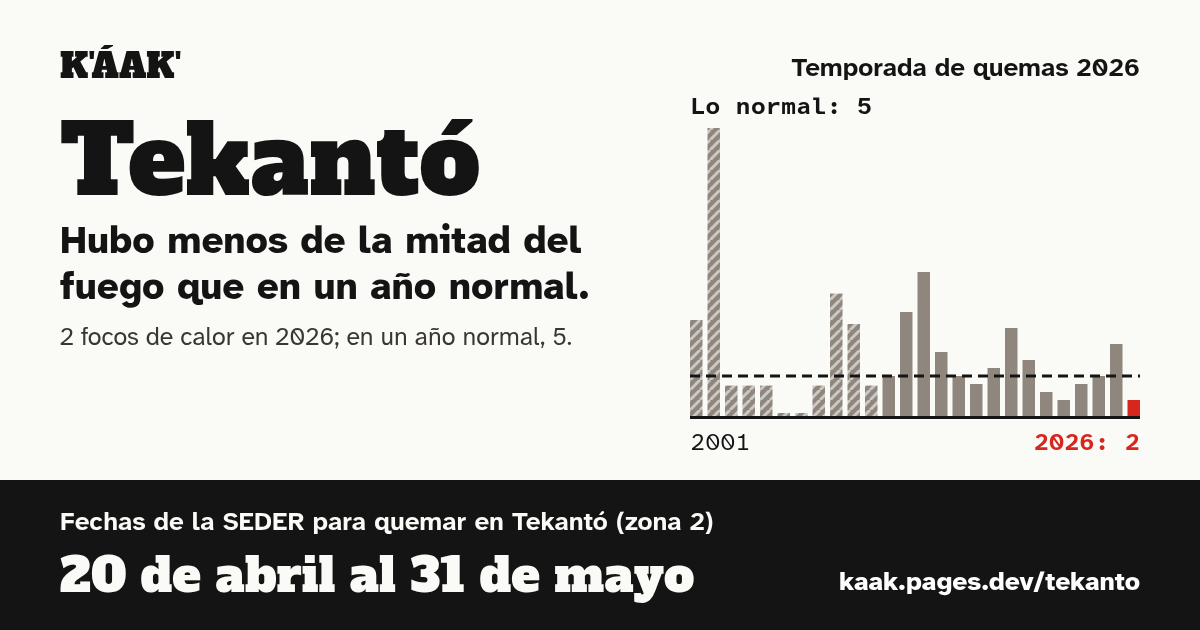 K'ÁAK'
Tekantó
Hubo menos de la mitad del
fuego que en un año normal.
2 focos de calor en 2026; en un año normal, 5.
Temporada de quemas 2026
Lo normal: 5
2001
2026: 2
Fechas de la SEDER para quemar en Tekantó (zona 2)
20 de abril al 31 de mayo
kaak.pages.dev/tekanto